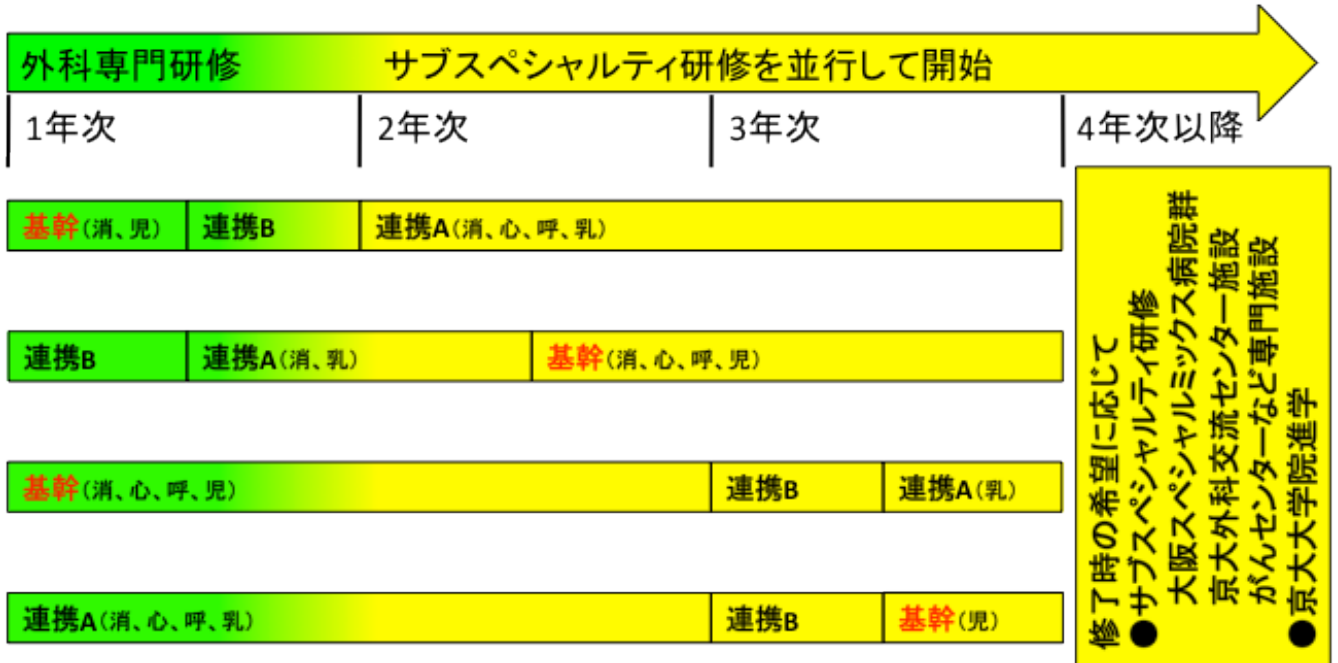 外科専門研修 サブスペシャルティ研修を並行して開始
1年次 2年次 3年次 4年次以降
基幹(消、児) 連携B 連携A(消、心、呼、乳)
連携B 連携A(消、乳) 基幹(消、心、呼、児)
基幹(消、心、呼、児) 連携B 連携A(乳)
連携A(消、心、呼、乳) 連携B 基幹(児)
修了時の希望に応じて
●サブスペシャルティ研修
大阪スペシャルミックス病院群
京大外科交流センター施設
がんセンターなど専門施設
●京大大学院進学